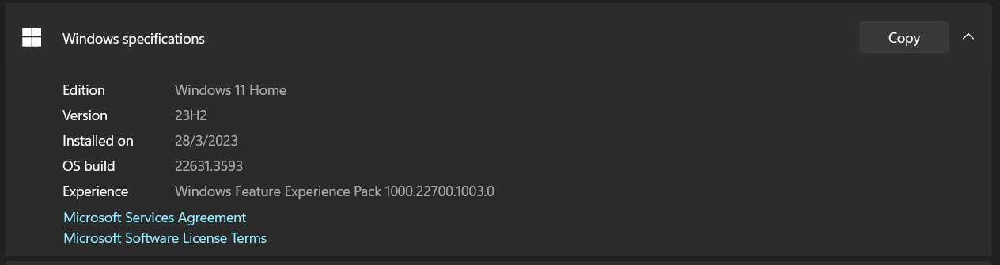 Windows specifications Copy
Edition Windows 11 Home
Version 23H2
Installed on 28/3/2023
OS build 22631.3593
Experience Windows Feature Experience Pack 1000.22700.1003.0
Microsoft Services Agreement
Microsoft Software License Terms